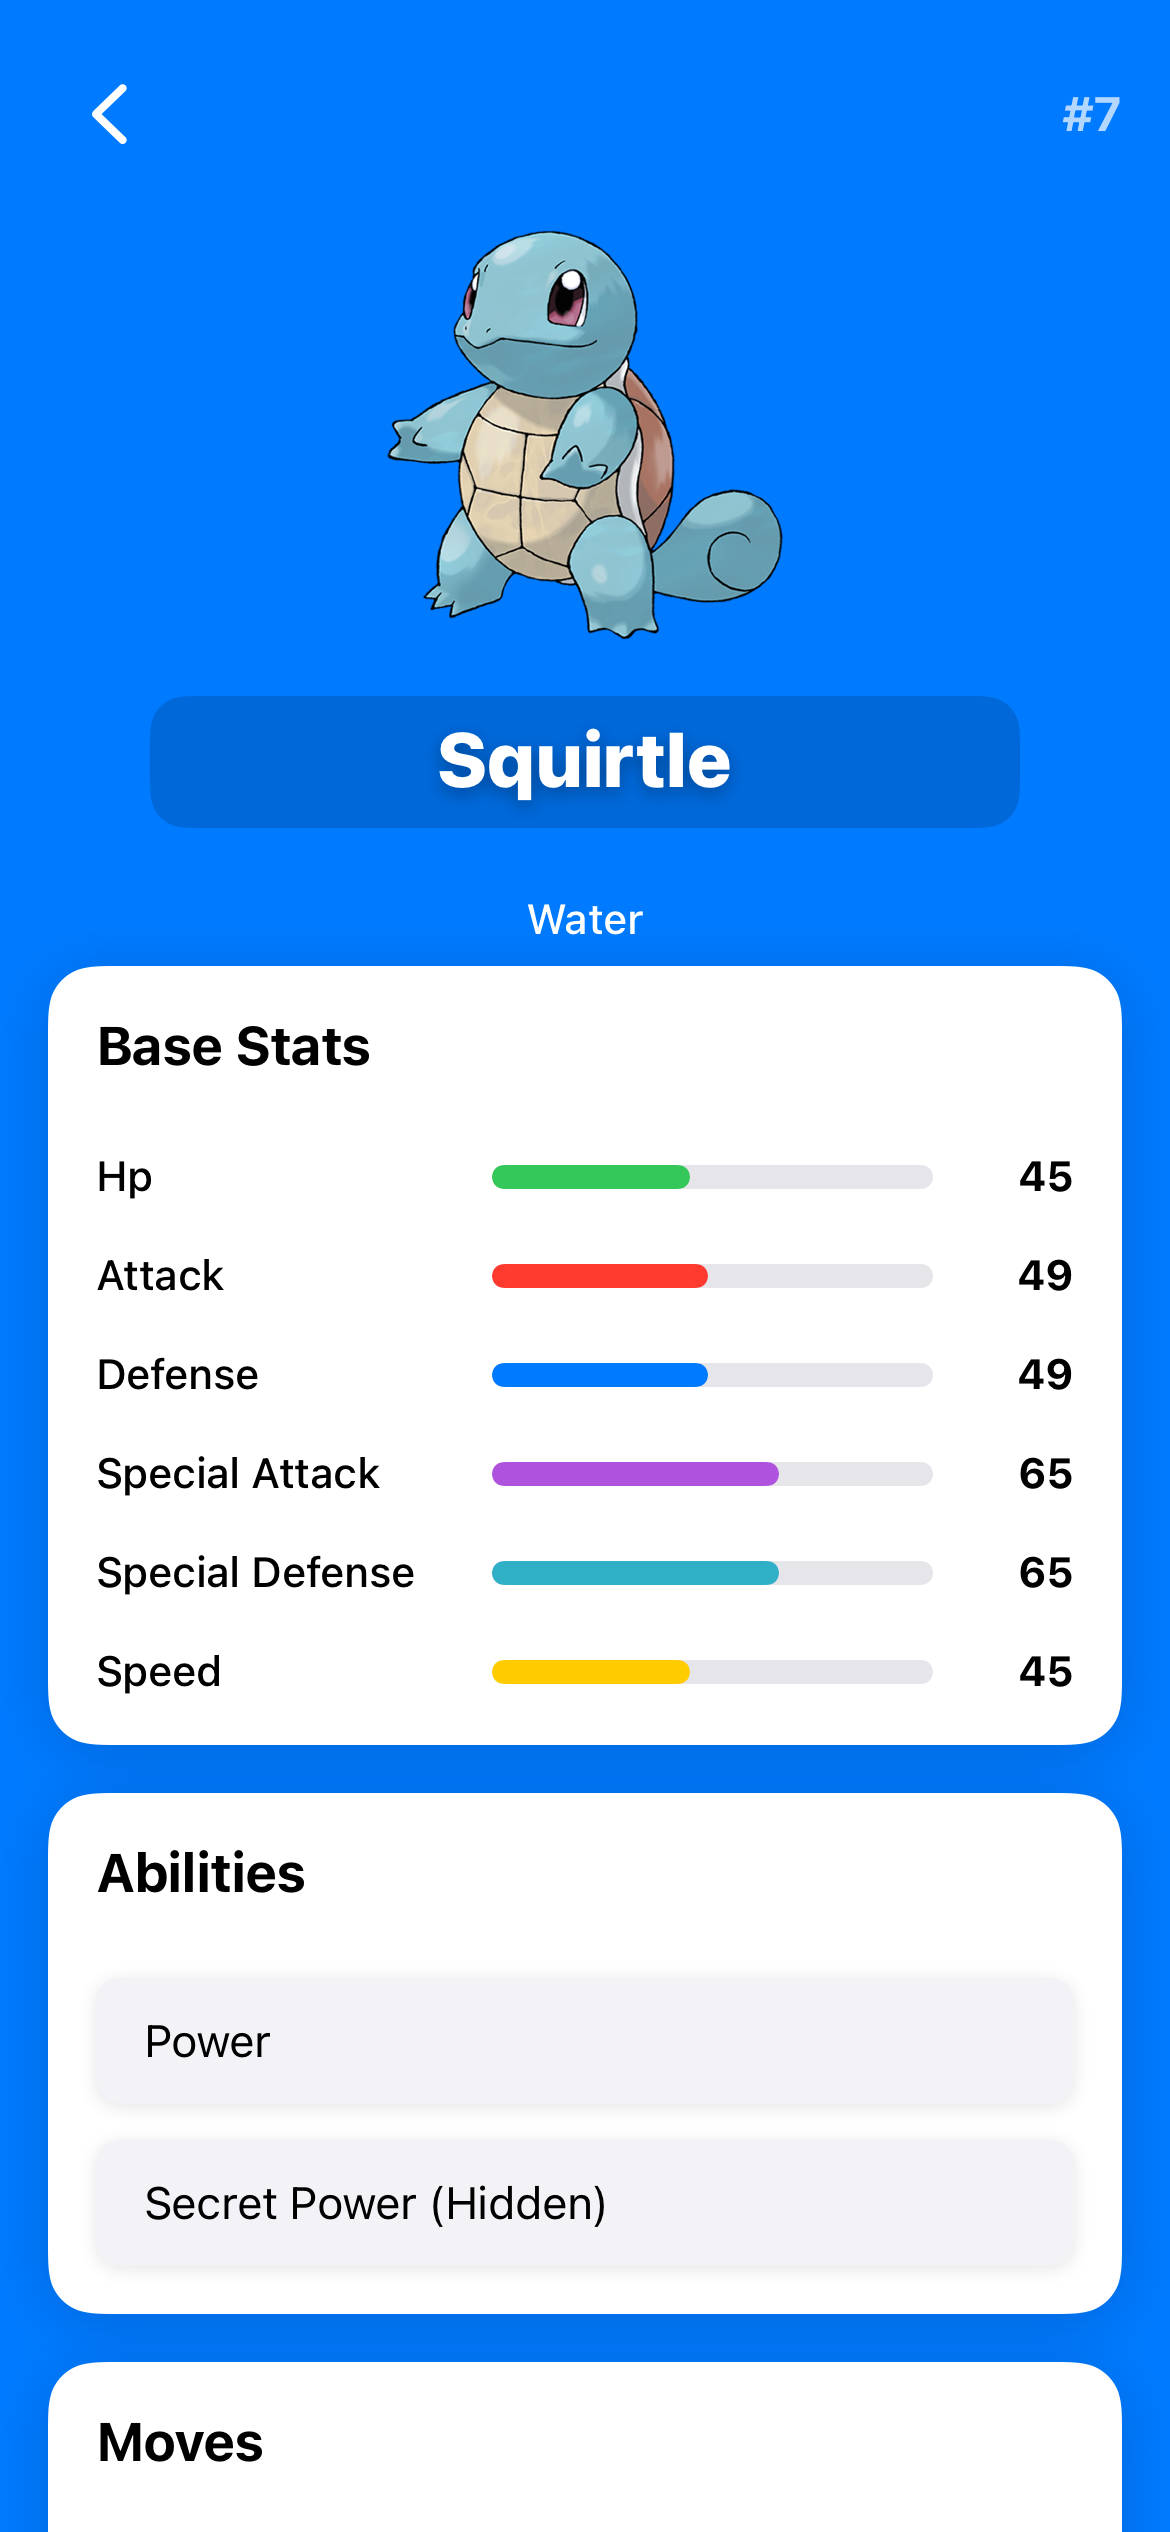 #7
Squirtle
Water
Base Stats
Hp 45
Attack 49
Defense 49
Special Attack 65
Special Defense 65
Speed 45
Abilities
Power
Secret Power (Hidden)
Moves